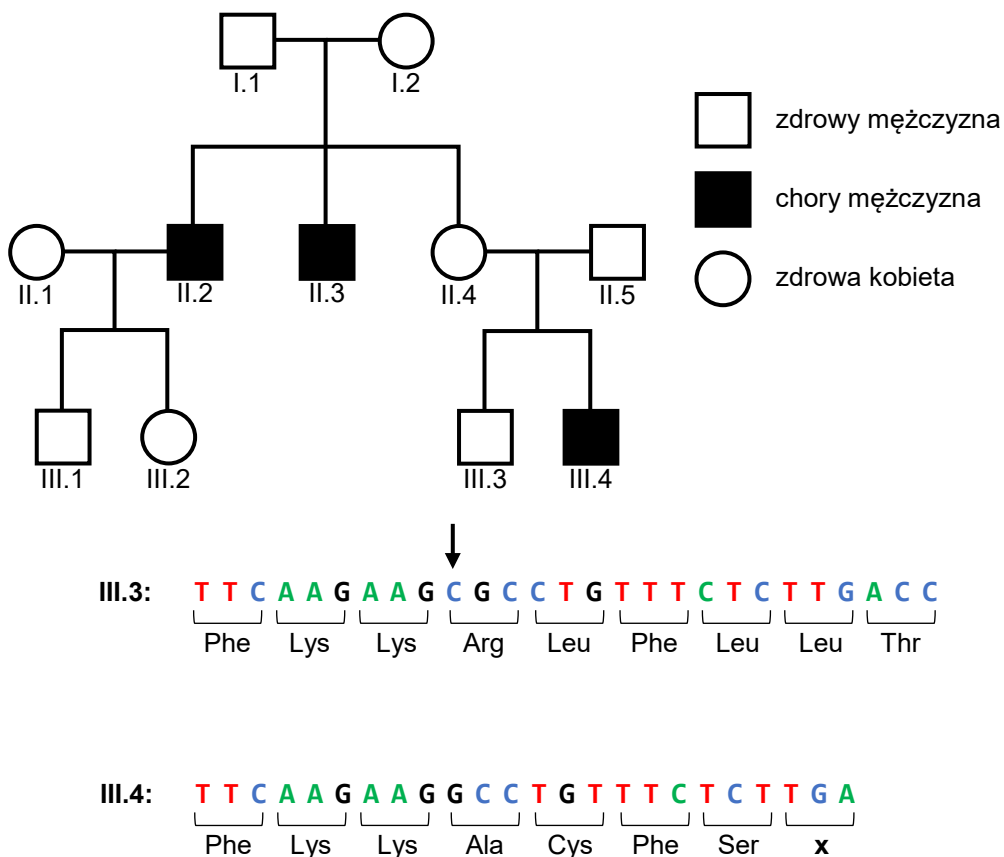 I.1 I.2
zdrowy mężczyzna
chory mężczyzna
zdrowa kobieta
II.1 II.2 II.3 II.4 II.5
III.1 III.2 III.3 III.4
III.3: T T C A A G A A G C G C C T G T T T C T C T T G A C C
Phe Lys Lys Arg Leu Phe Leu Leu Thr
III.4: T T C A A G A A G G C C T G T T T C T C T T G A
Phe Lys Lys Ala Cys Phe Ser x